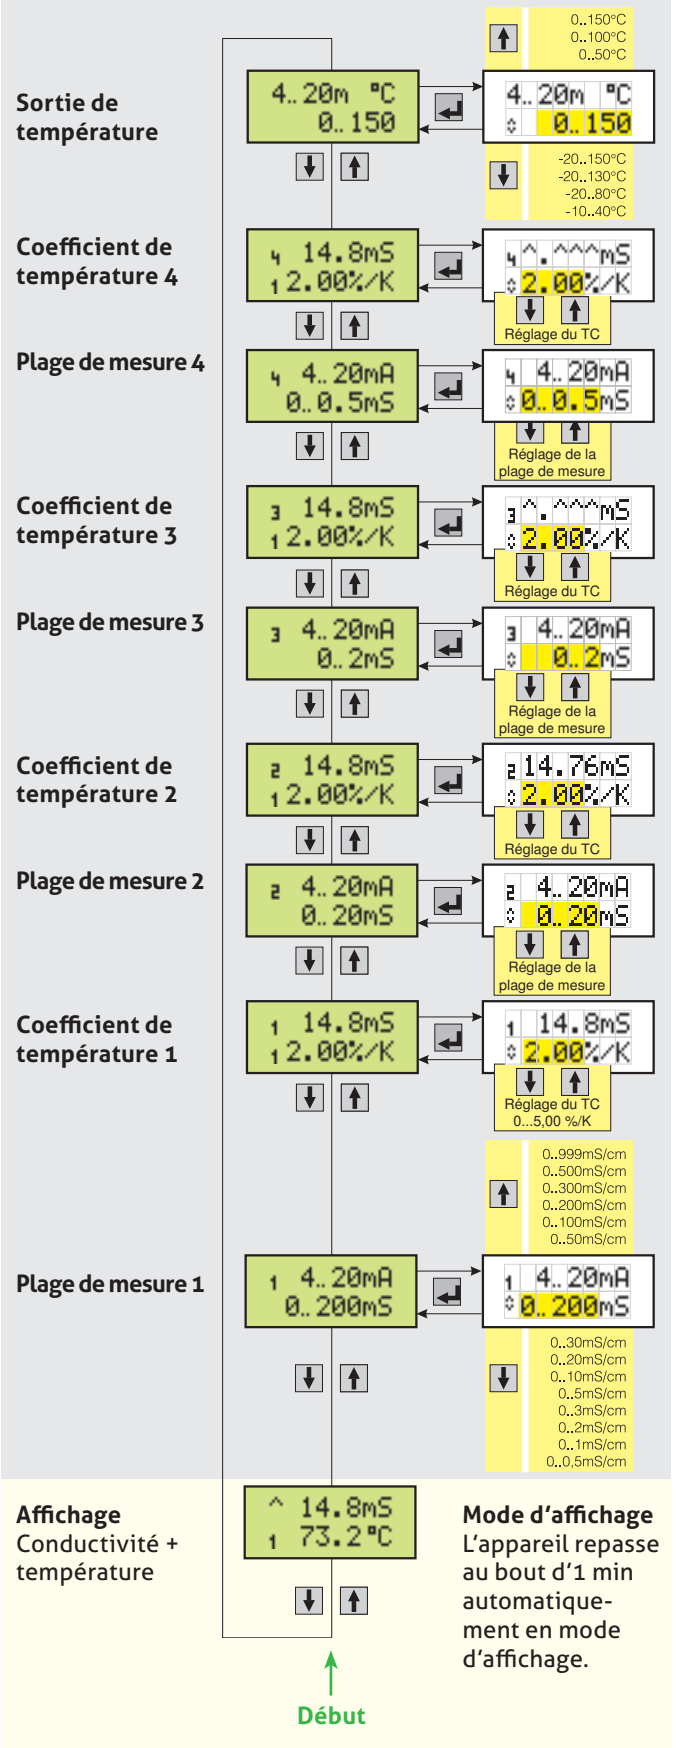 0..150°C
0..100°C
0..50°C
Sortie de
température
4..20m °C
0..150
4..20m °C
0..150
-20..150°C
-20..130°C
-20..80°C
-10..40°C
Coefficient de
température 4
4 14.8mS
1 2.00%/K
4 ^.^^^mS
2.00%/K
Réglage du TC
Plage de mesure 4
4 4..20mA
0..0.5mS
4 4..20mA
0..0.5mS
Réglage de la
plage de mesure
Coefficient de
température 3
3 14.8mS
1 2.00%/K
3 ^.^^^mS
2.00%/K
Réglage du TC
Plage de mesure 3
3 4..20mA
0..2mS
3 4..20mA
0..2mS
Réglage de la
plage de mesure
Coefficient de
température 2
2 14.8mS
1 2.00%/K
2 14.76mS
2.00%/K
Réglage du TC
Plage de mesure 2
2 4..20mA
0..20mS
2 4..20mA
0..20mS
Réglage de la
plage de mesure
Coefficient de
température 1
1 14.8mS
1 2.00%/K
1 14.8mS
2.00%/K
Réglage du TC
0...5,00 %/K
0..999mS/cm
0..500mS/cm
0..300mS/cm
0..200mS/cm
0..100mS/cm
0..50mS/cm
Plage de mesure 1
1 4..20mA
0..200mS
1 4..20mA
0..200mS
0..30mS/cm
0..20mS/cm
0..10mS/cm
0..5mS/cm
0..3mS/cm
0..2mS/cm
0..1mS/cm
0..0,5mS/cm
Affichage
Conductivité +
température
^ 14.8mS
1 73.2°C
Mode d'affichage
L'appareil repasse
au bout d'1 min
automatique-
ment en mode
d'affichage.
Début